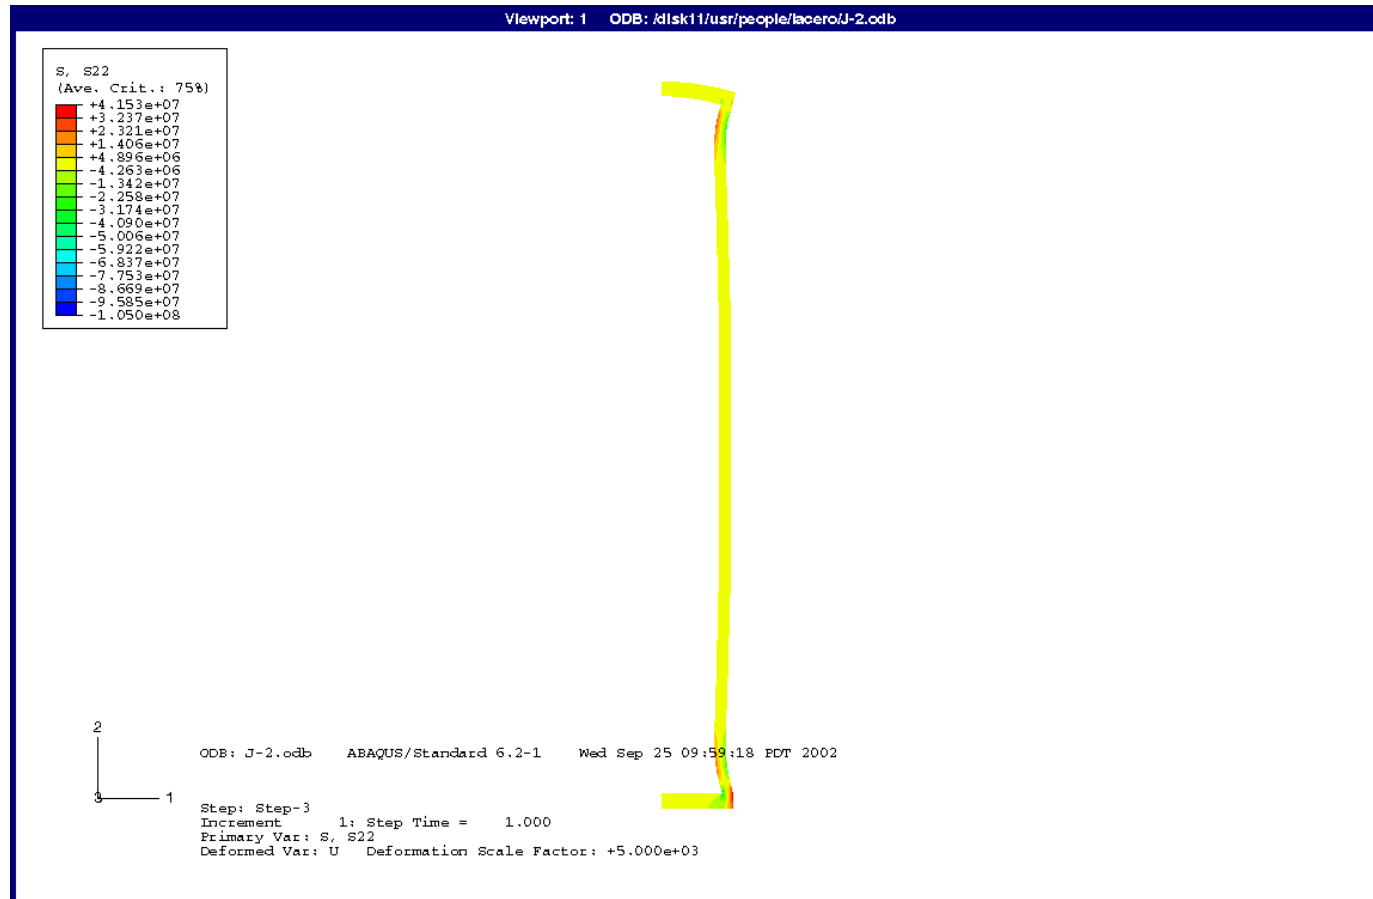 Viewport: 1 ODB: /disk11/usr/people/lacero/J-2.odb
S, S22
(Ave. Crit.: 75%)
+4.153e+07
+3.237e+07
+2.321e+07
+1.406e+07
+4.896e+06
-4.263e+06
-1.342e+07
-2.258e+07
-3.174e+07
-4.090e+07
-5.006e+07
-5.922e+07
-6.837e+07
-7.753e+07
-8.669e+07
-9.585e+07
-1.050e+08
2
3 1
ODB: J-2.odb ABAQUS/Standard 6.2-1 Wed Sep 25 09:59:18 PDT 2002
Step: Step-3
Increment 1: Step Time = 1.000
Primary Var: S, S22
Deformed Var: U Deformation Scale Factor: +5.000e+03